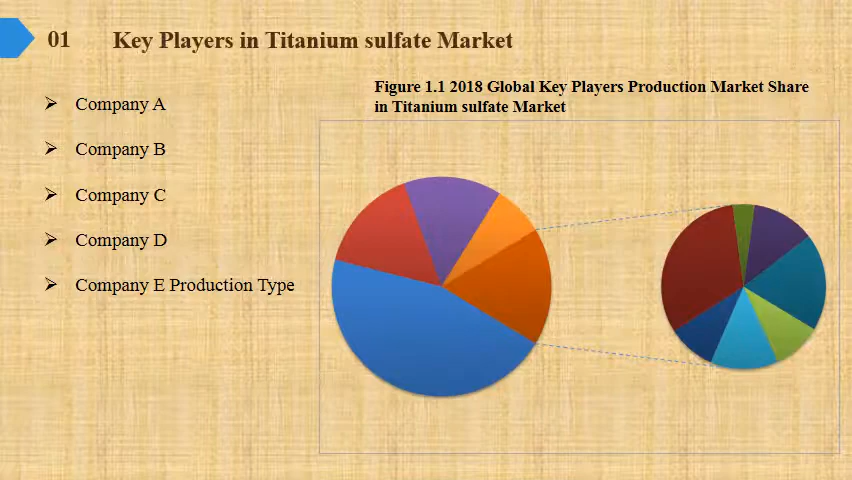 01
Key Players in Titanium sulfate Market
Company A
Company B
Company C
Company D
Company E Production Type
Figure 1.1 2018 Global Key Players Production Market Share
in Titanium sulfate Market